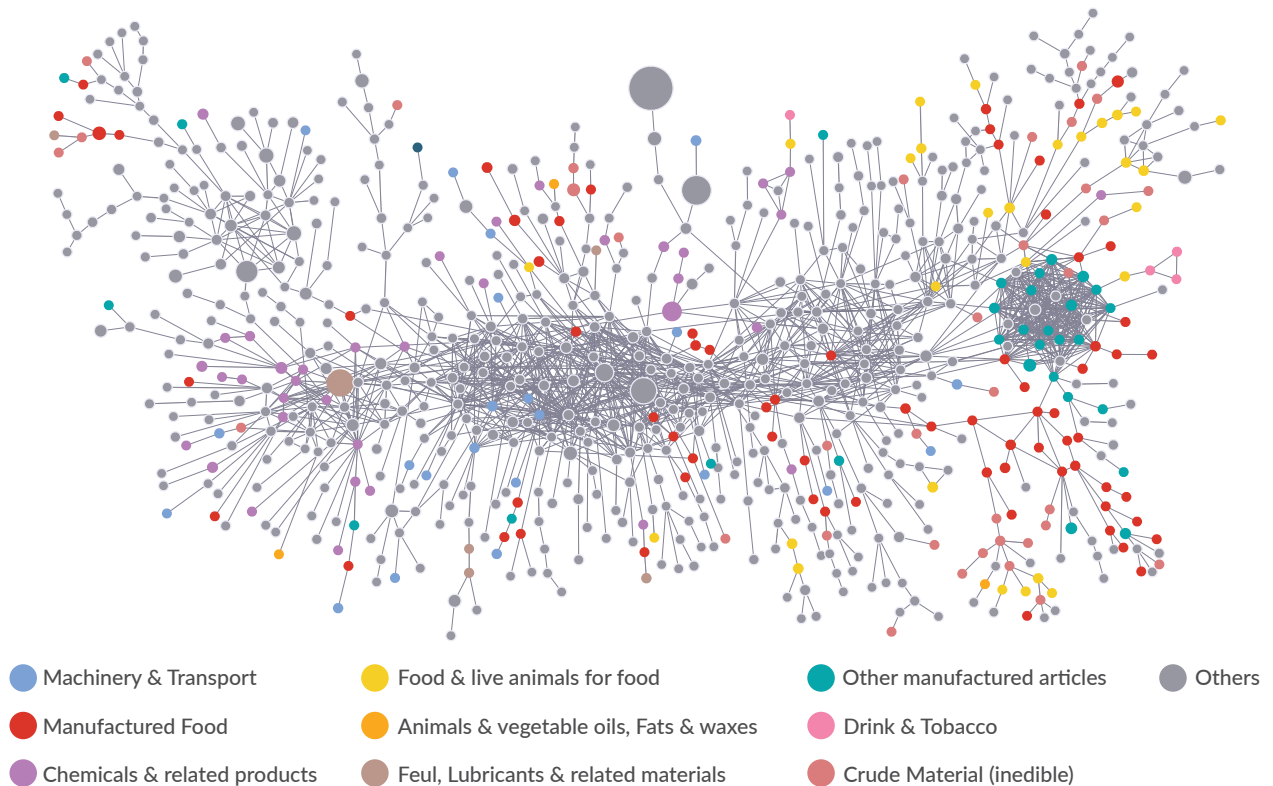 Machinery & Transport
Food & live animals for food
Other manufactured articles
Others
Manufactured Food
Animals & vegetable oils, Fats & waxes
Drink & Tobacco
Chemicals & related products
Feul, Lubricants & related materials
Crude Material (inedible)